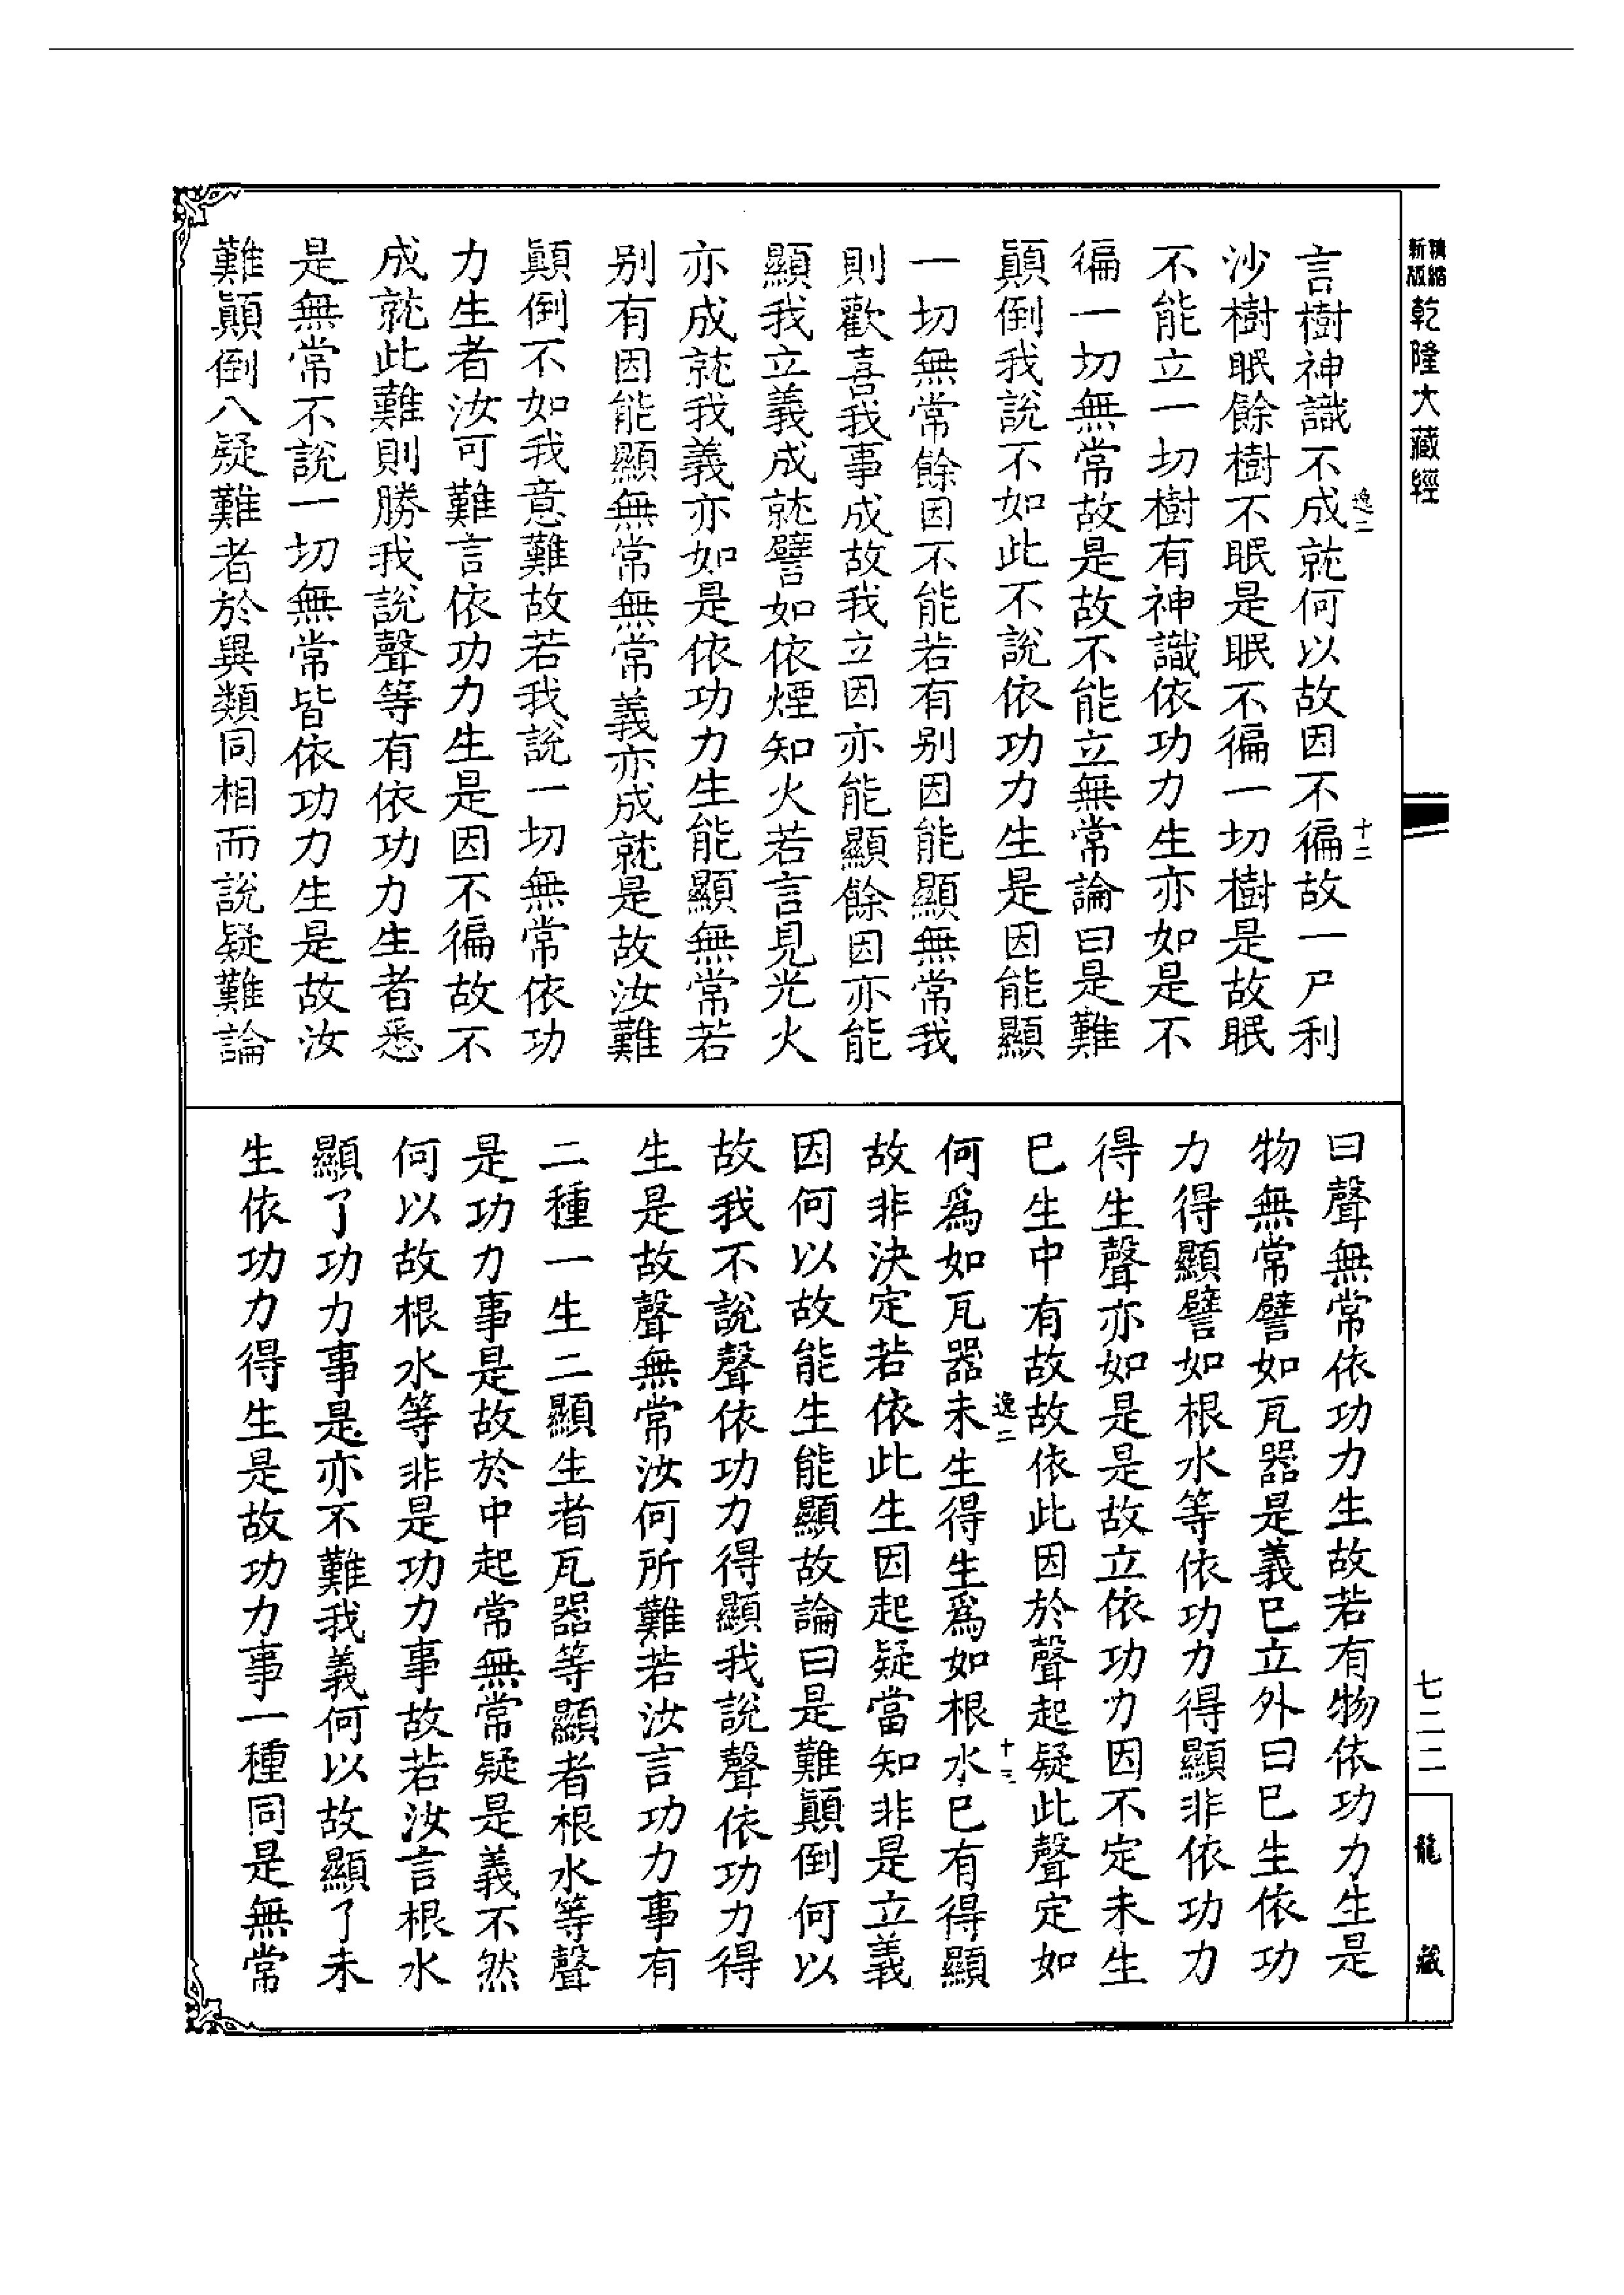 精縮新版乾隆大藏經
逸二
十二
言樹神識不成就何以故因不徧故一尸利
沙樹眠餘樹不眠是眠不徧一切樹是故眠
不能立一切樹有神識依功力生亦如是不
徧一切無常故是故不能立無常論曰是難
顛倒我說不如此不說依功力生是因能顯
一切無常餘因不能若有别因能顯無常我
則歡喜我事成故我立因亦能顯餘因亦能
顯我立義成就譬如依煙知火若言見光火
亦成就我義亦如是依功力生能顯無常若
别有因能顯無常無常義亦成就是故汝難
顛倒不如我意難故若我說一切無常依功
力生者汝可難言依功力生是因不徧故不
成就此難則勝我說聲等有依功力生者悉
是無常不說一切無常皆依功力生是故汝
難顛倒八疑難者於異類同相而說疑難論
曰聲無常依功力生故若有物依功力生是
物無常譬如瓦器是義已立外曰已生依功
力得顯譬如根水等依功力得顯非依功力
得生聲亦如是是故立依功力因不定未生
已生中有故故依此因於聲起疑此聲定如
逸二
十三
何爲如瓦器未生得生爲如根水已有得顯
故非決定若依此生因起疑當知非是立義
因何以故能生能顯故論曰是難顛倒何以
故我不說聲依功力得顯我說聲依功力得
生是故聲無常汝何所難若汝言功力事有
二種一生二顯生者瓦器等顯者根水等聲
是功力事是故於中起常無常疑是義不然
何以故根水等非是功力事故若汝言根水
顯了功力事是亦不難我義何以故顯了未
生依功力得生是故功力事一種同是無常
七二二
龍藏